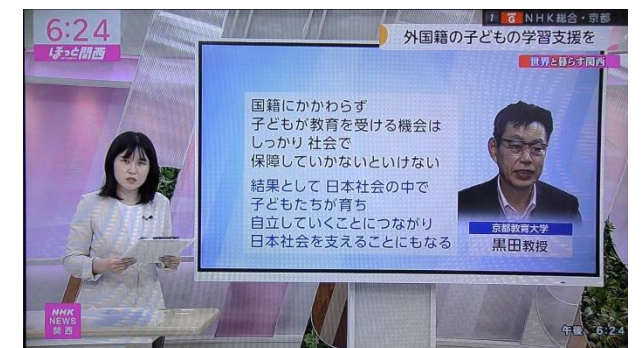 6:24
ほっと関西
1 G NHK総合・京都
外国籍の子どもの学習支援を
世界と暮らす関西
国籍にかかわらず
子どもが教育を受ける機会は
しっかり 社会で
保障していかないといけない
結果として 日本社会の中で
子どもたちが育ち
自立していくことにつながり
日本社会を支えることにもなる
京都教育大学
黒田教授
NHK
NEWS
関西
午後 6:24